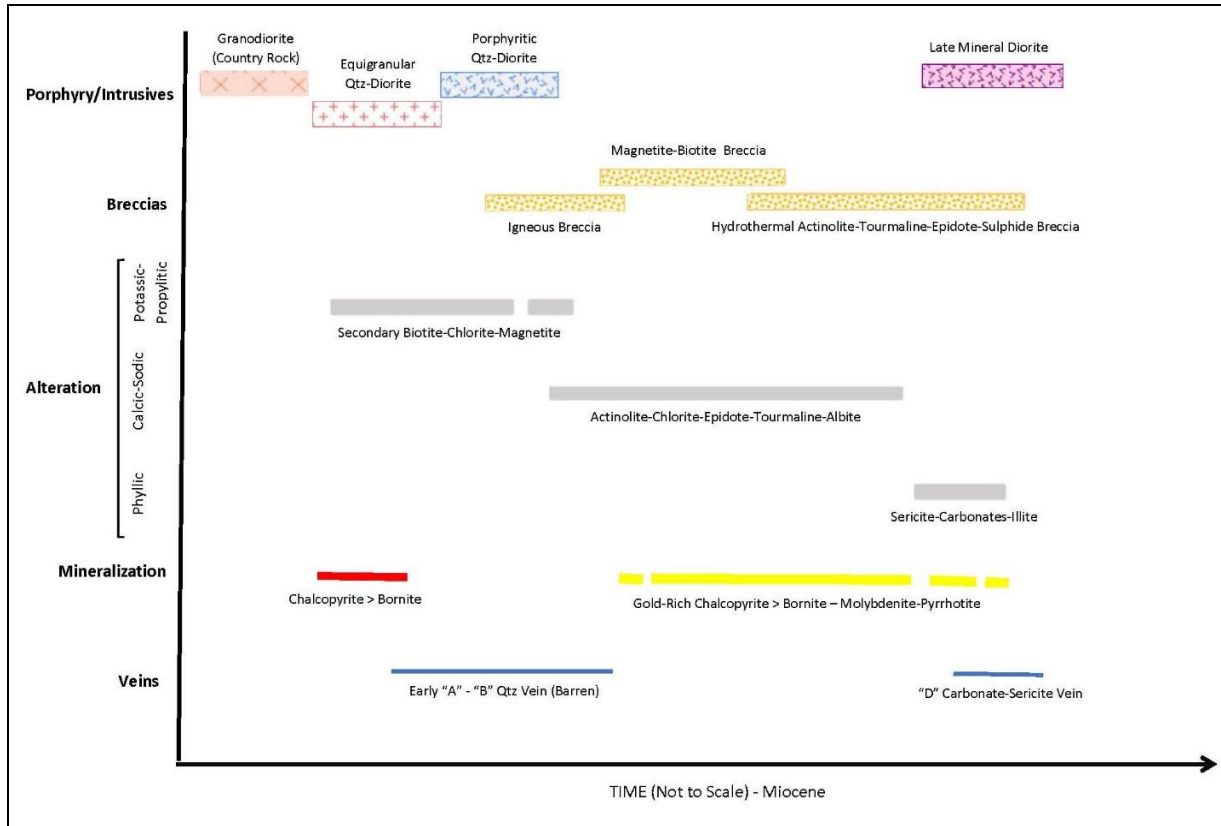 Granodiorite
(Country Rock)
Equigranular
Qtz-Diorite
Porphyritic
Qtz-Diorite
Late Mineral Diorite
Porphyry/Intrusives
Magnetite-Biotite Breccia
Breccias
Igneous Breccia
Hydrothermal Actinolite-Tourmaline-Epidote-Sulphide Breccia
Potassic-
Propylitic
Secondary Biotite-Chlorite-Magnetite
Alteration
Calcic-Sodic
Actinolite-Chlorite-Epidote-Tourmaline-Albite
Phyllic
Sericite-Carbonates-Illite
Mineralization
Chalcopyrite > Bornite
Gold-Rich Chalcopyrite > Bornite – Molybdenite-Pyrrhotite
Veins
Early “A” - “B” Qtz Vein (Barren)
“D” Carbonate-Sericite Vein
TIME (Not to Scale) - Miocene